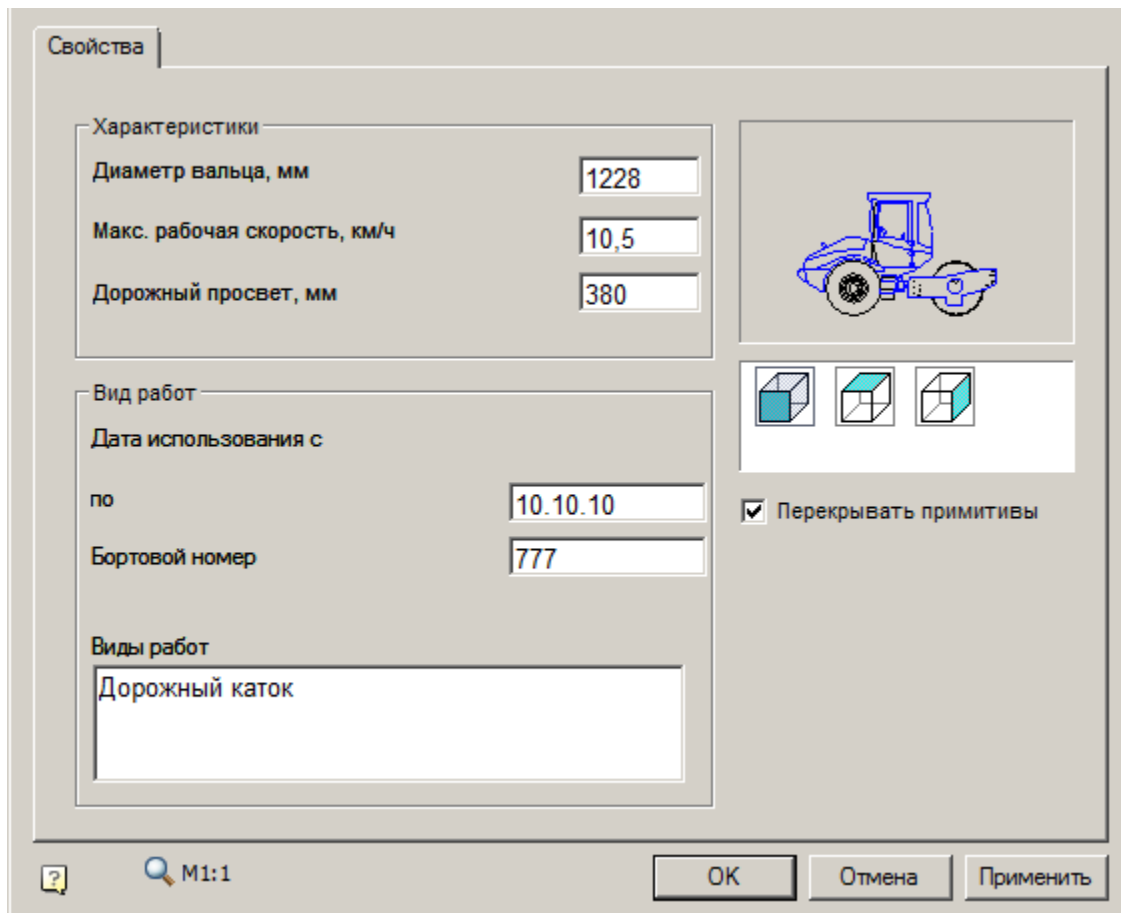 Свойства
Характеристики
Диаметр вальца, мм 1228
Макс. рабочая скорость, км/ч 10,5
Дорожный просвет, мм 380
Вид работ
Дата использования с
по 10.10.10
Перекрывать примитивы
Бортовой номер 777
Виды работ
Дорожный каток
М1:1 OK Отмена Применить